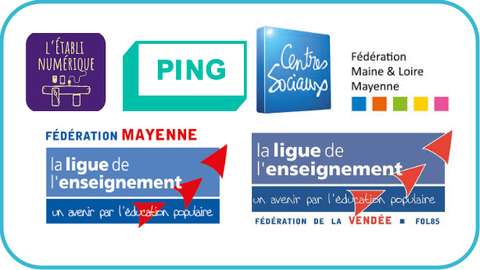 L'ÉTABLI
NUMÉRIQUE
PING
Centres
Sociaux
Fédération
Maine & Loire
Mayenne
FÉDÉRATION MAYENNE
la ligue de
l'enseignement
un avenir par l'éducation populaire
la ligue de
l'enseignement
un avenir par l'éducation populaire
FÉDÉRATION DE LA VENDÉE ■ FOL85